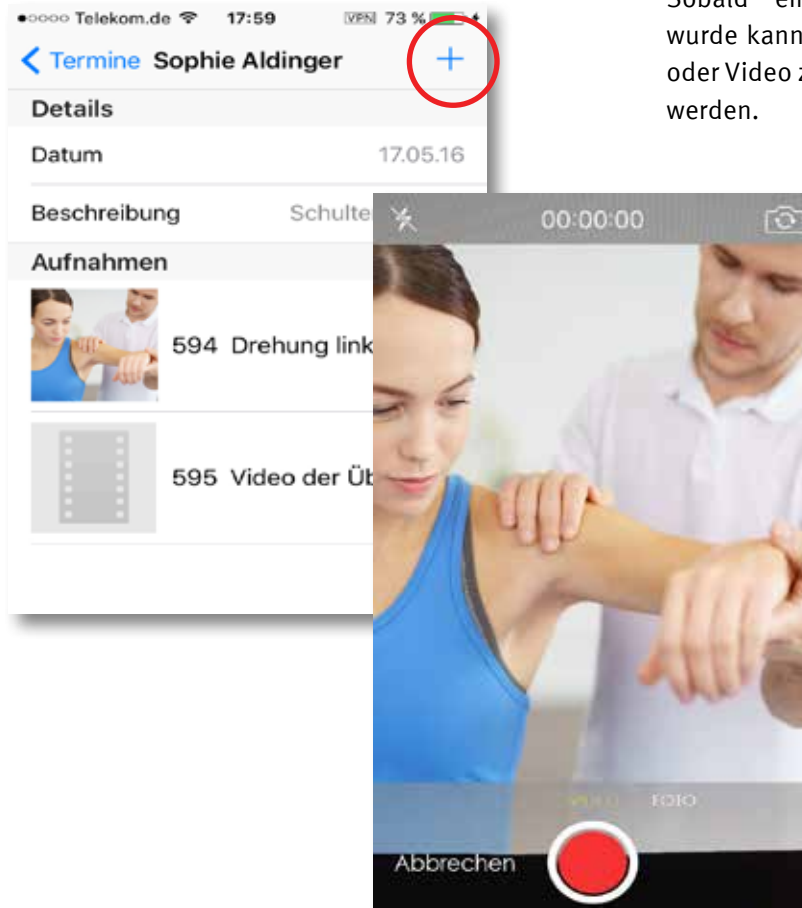 Telekom.de 17:59 VPN 73 %
Termine Sophie Aldinger +
Details
Datum 17.05.16
Beschreibung Schulte
Aufnahmen
594 Drehung link
595 Video der Üb
wurde kann
oder Video z
werden.
00:00:00
VIDEO FOTO
Abbrechen